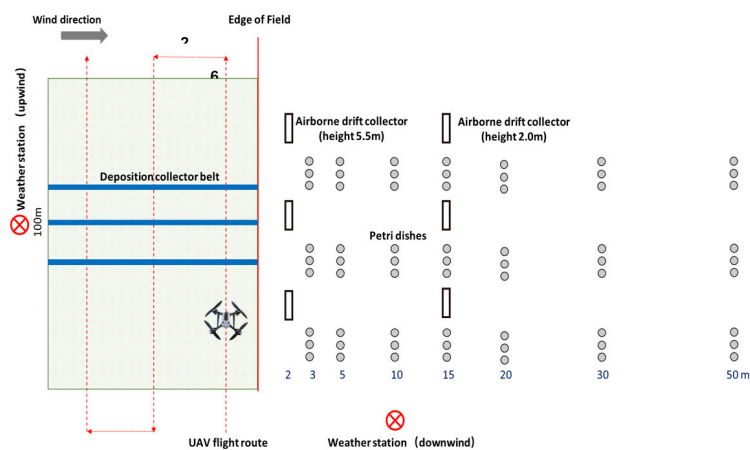 Wind direction
Edge of Field
2
6
Weather station (upwind)
100m
Airborne drift collector
(height 5.5m)
Airborne drift collector
(height 2.0m)
Deposition collector belt
Petri dishes
2 3 5 10 15 20 30 50 m
UAV flight route
Weather station (downwind)